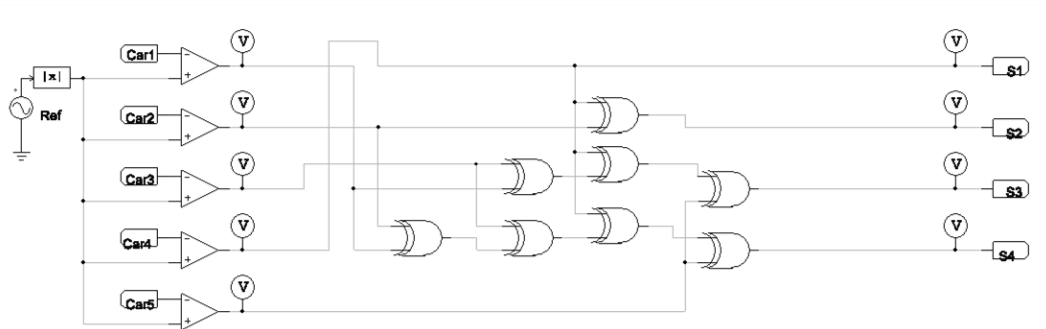 V V
Car1 − S1
|x| +
Ref V V
Car2 − S2
+
V V
Car3 − S3
+
V V
Car4 − S4
+
V
Car5 −
+